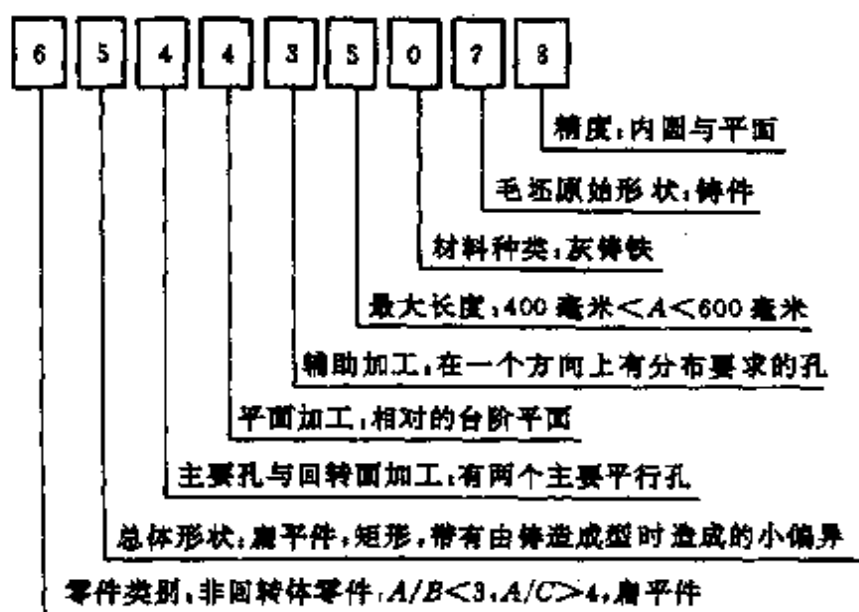 6 5 4 4 3 5 0 7 8
精度:内圆与平面
毛坯原始形状:铸件
材料种类:灰铸铁
最大长度:400 毫米<A<600 毫米
辅助加工:在一个方向上有分布要求的孔
平面加工:相对的台阶平面
主要孔与回转面加工:有两个主要平行孔
总体形状:扁平件:矩形,带有由铸造成型时造成的小偏异
零件类别:非回转体零件:A/B<3:A/C>4,扁平件